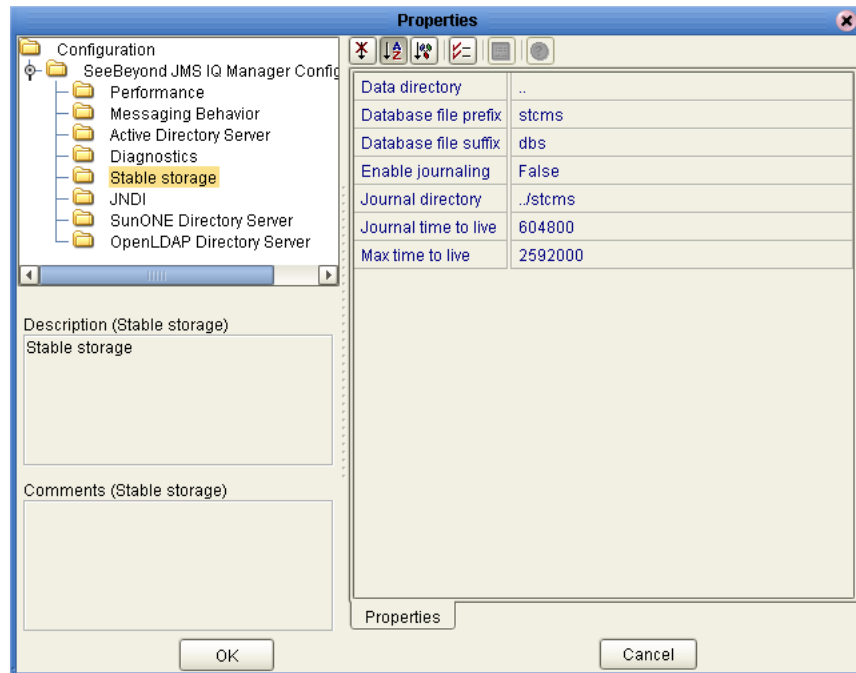 Properties
Configuration
SeeBeyond JMS IQ Manager Config
Performance
Messaging Behavior
Active Directory Server
Diagnostics
Stable storage
JNDI
SunONE Directory Server
OpenLDAP Directory Server
Description (Stable storage)
Stable storage
Comments (Stable storage)
Data directory ..
Database file prefix stcms
Database file suffix dbs
Enable journaling False
Journal directory ../stcms
Journal time to live 604800
Max time to live 2592000
Properties
OK Cancel